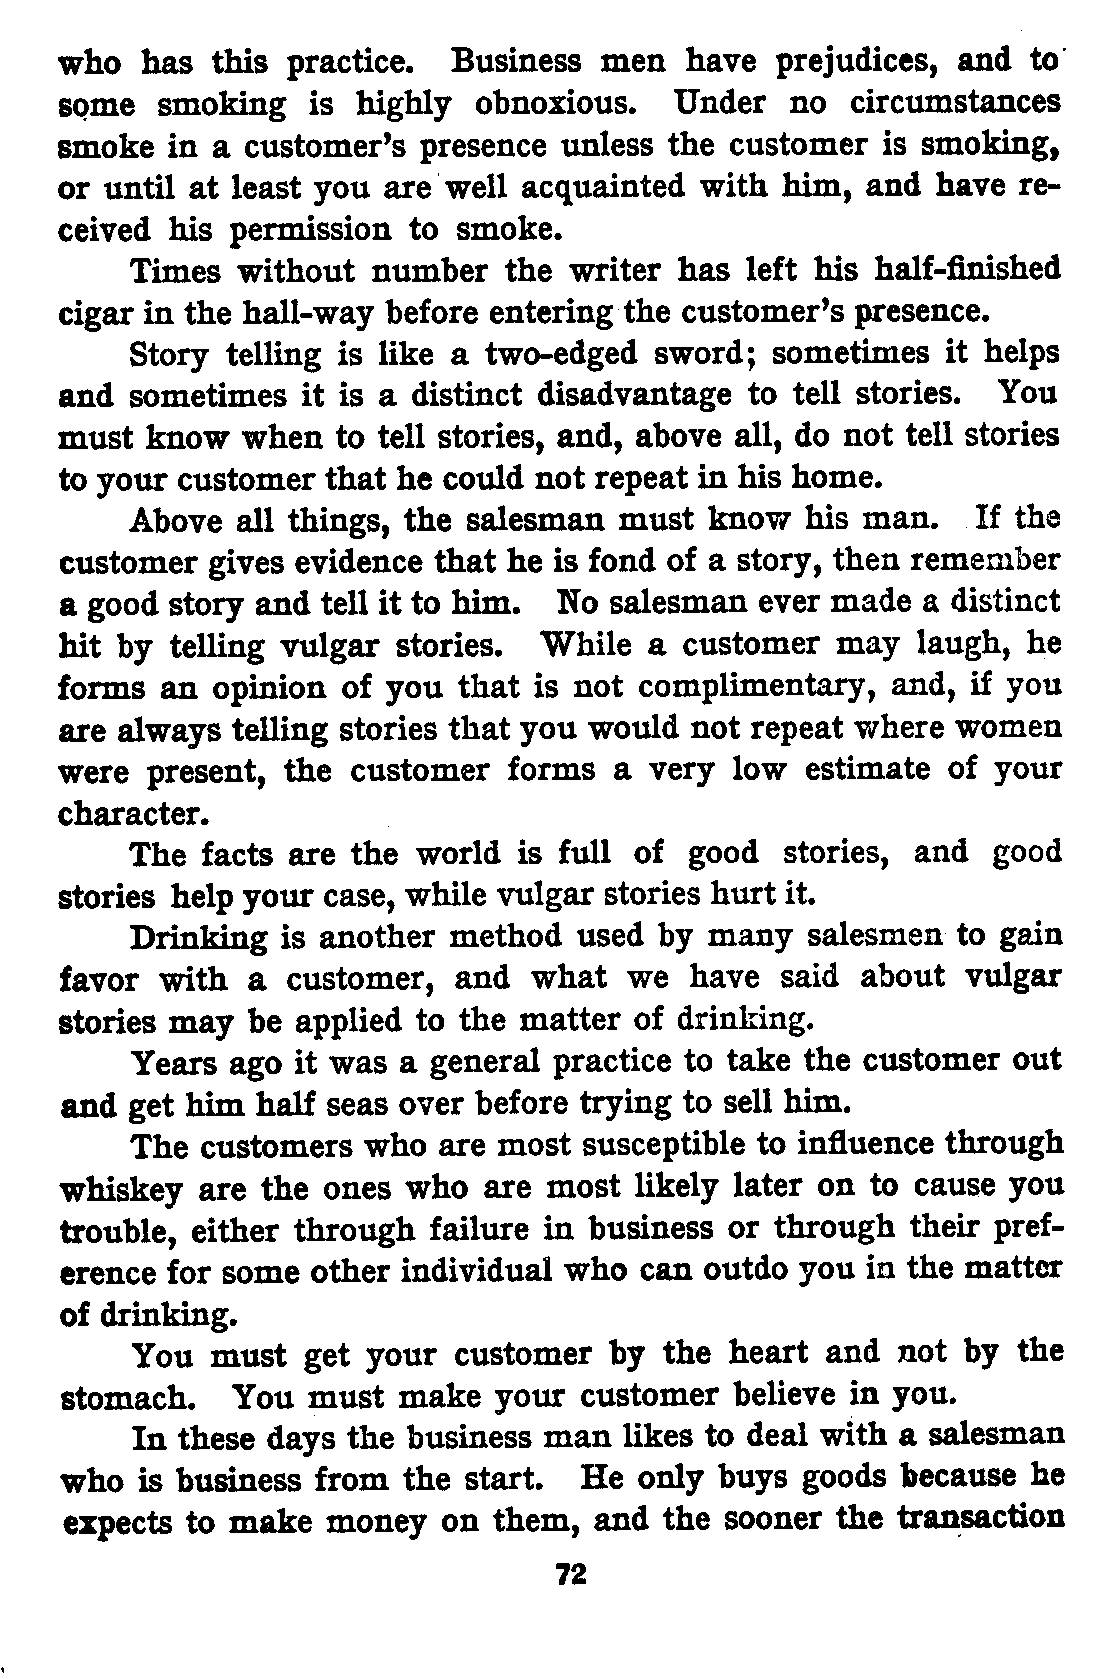 who has this practice. Business men have prejudices, and to
some smoking is highly obnoxious. Under no circumstances
smoke in a customer's presence unless the customer is smoking,
or until at least you are well acquainted with him, and have re-
ceived his permission to smoke.
Times without number the writer has left his half-finished
cigar in the hall-way before entering the customer's presence.
Story telling is like a two-edged sword; sometimes it helps
and sometimes it is a distinct disadvantage to tell stories. You
must know when to tell stories, and, above all, do not tell stories
to your customer that he could not repeat in his home.
Above all things, the salesman must know his man. If the
customer gives evidence that he is fond of a story, then remember
a good story and tell it to him. No salesman ever made a distinct
hit by telling vulgar stories. While a customer may laugh, he
forms an opinion of you that is not complimentary, and, if you
are always telling stories that you would not repeat where women
were present, the customer forms a very low estimate of your
character.
The facts are the world is full of good stories, and good
stories help your case, while vulgar stories hurt it.
Drinking is another method used by many salesmen to gain
favor with a customer, and what we have said about vulgar
stories may be applied to the matter of drinking.
Years ago it was a general practice to take the customer out
and get him half seas over before trying to sell him.
The customers who are most susceptible to influence through
whiskey are the ones who are most likely later on to cause you
trouble, either through failure in business or through their pref-
erence for some other individual who can outdo you in the matter
of drinking.
You must get your customer by the heart and not by the
stomach. You must make your customer believe in you.
In these days the business man likes to deal with a salesman
who is business from the start. He only buys goods because he
expects to make money on them, and the sooner the transaction
72